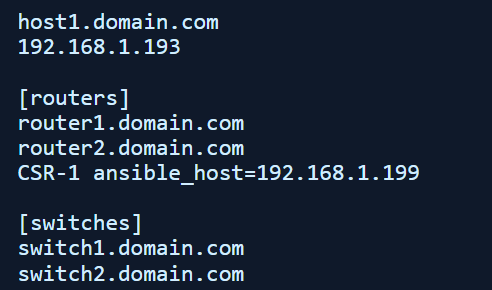 host1.domain.com
192.168.1.193
[routers]
router1.domain.com
router2.domain.com
CSR-1 ansible_host=192.168.1.199
[switches]
switch1.domain.com
switch2.domain.com